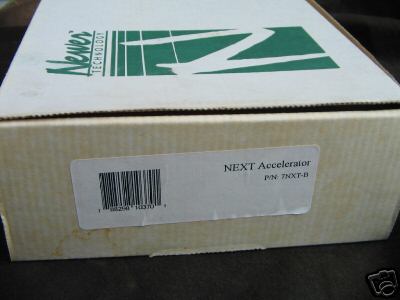 Newer
TECHNOLOGY
NEXT Accelerator
P/N: 7NXT-B